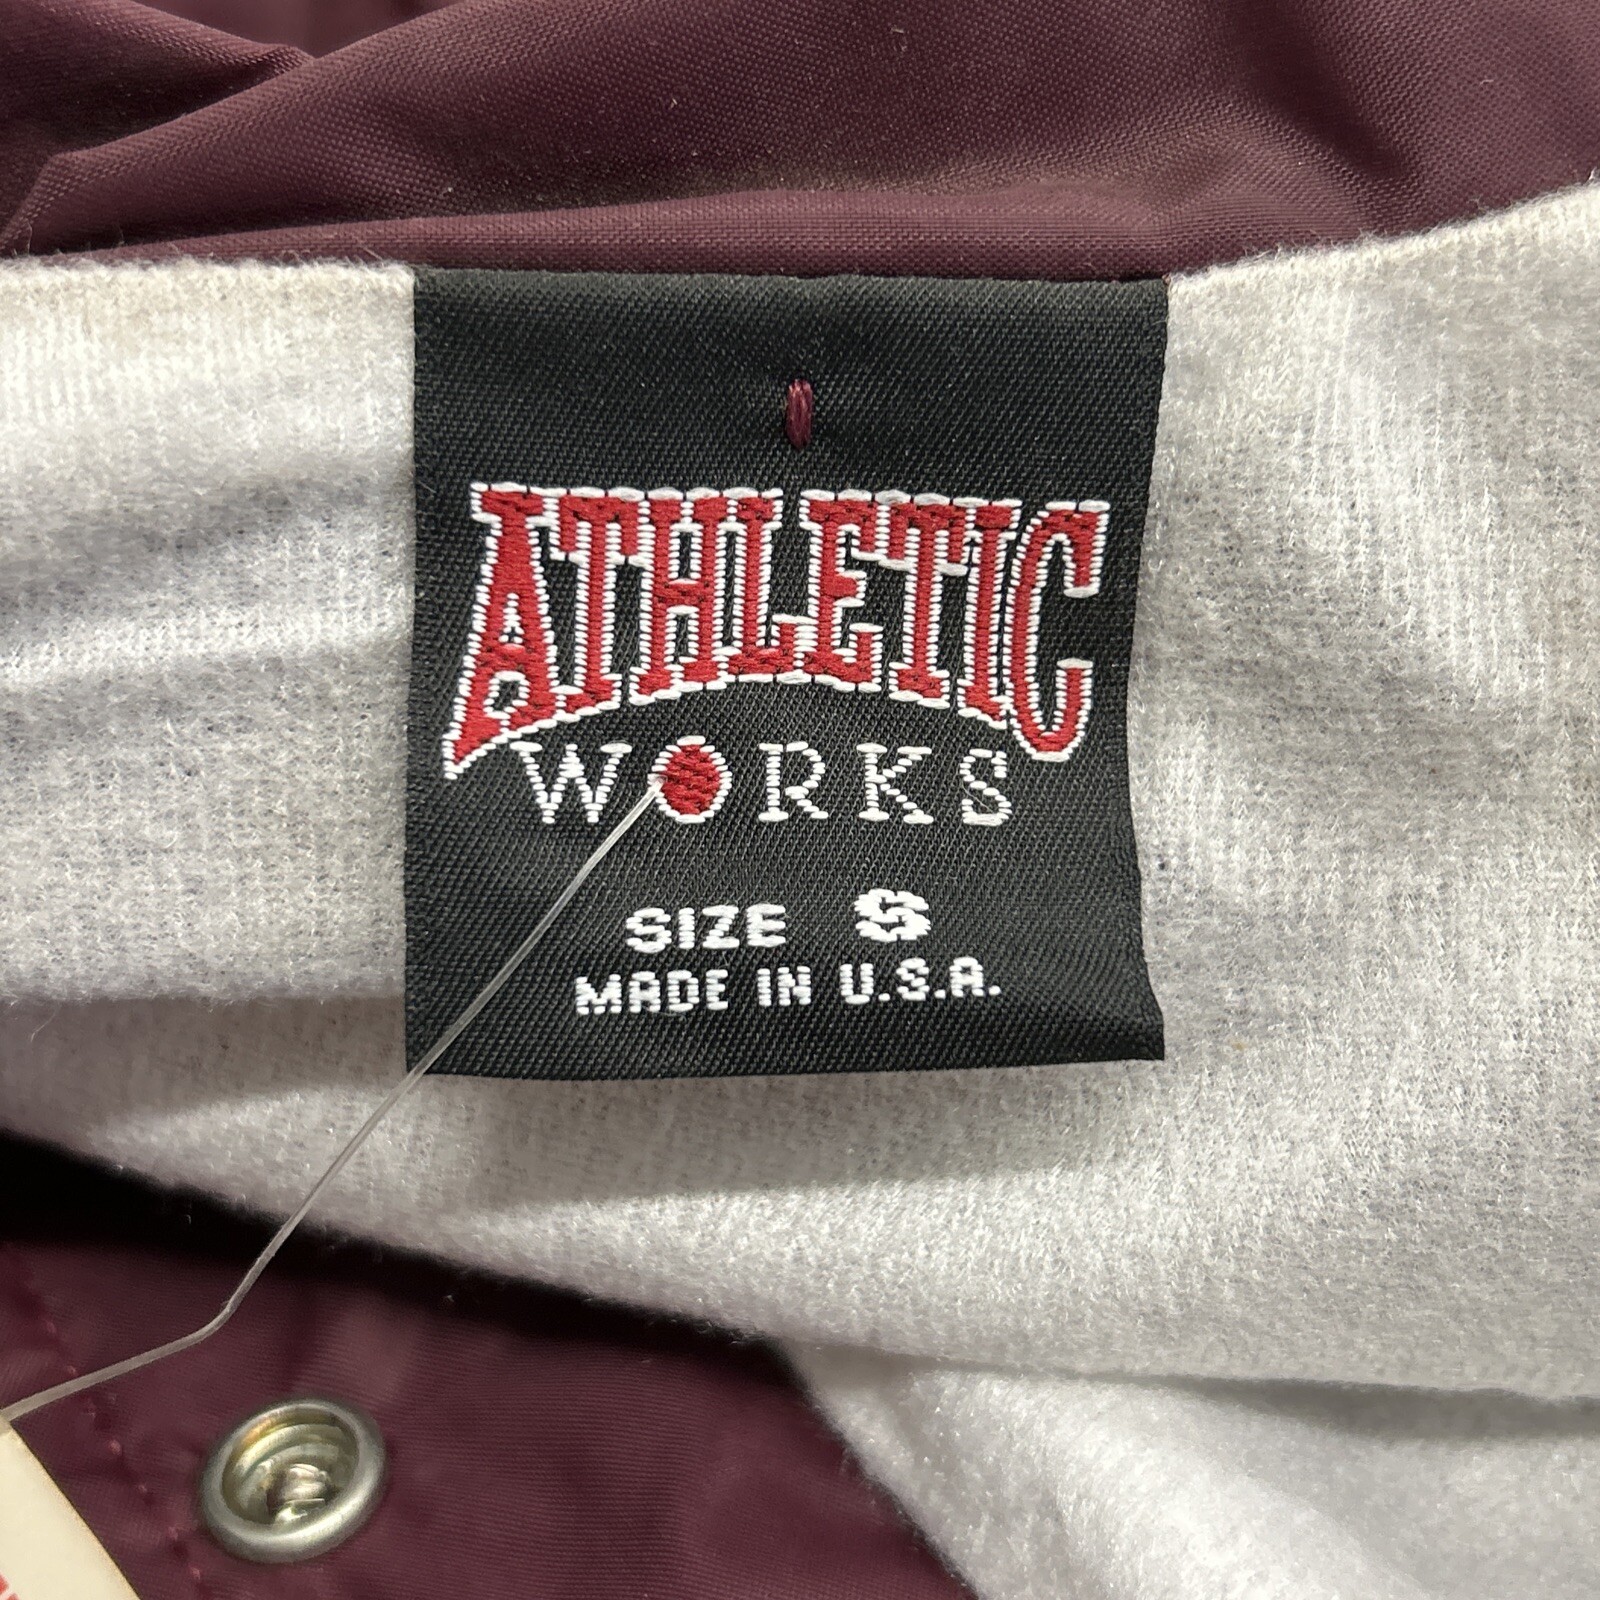 ATHLETIC
WORKS
SIZE S
MADE IN U.S.A.